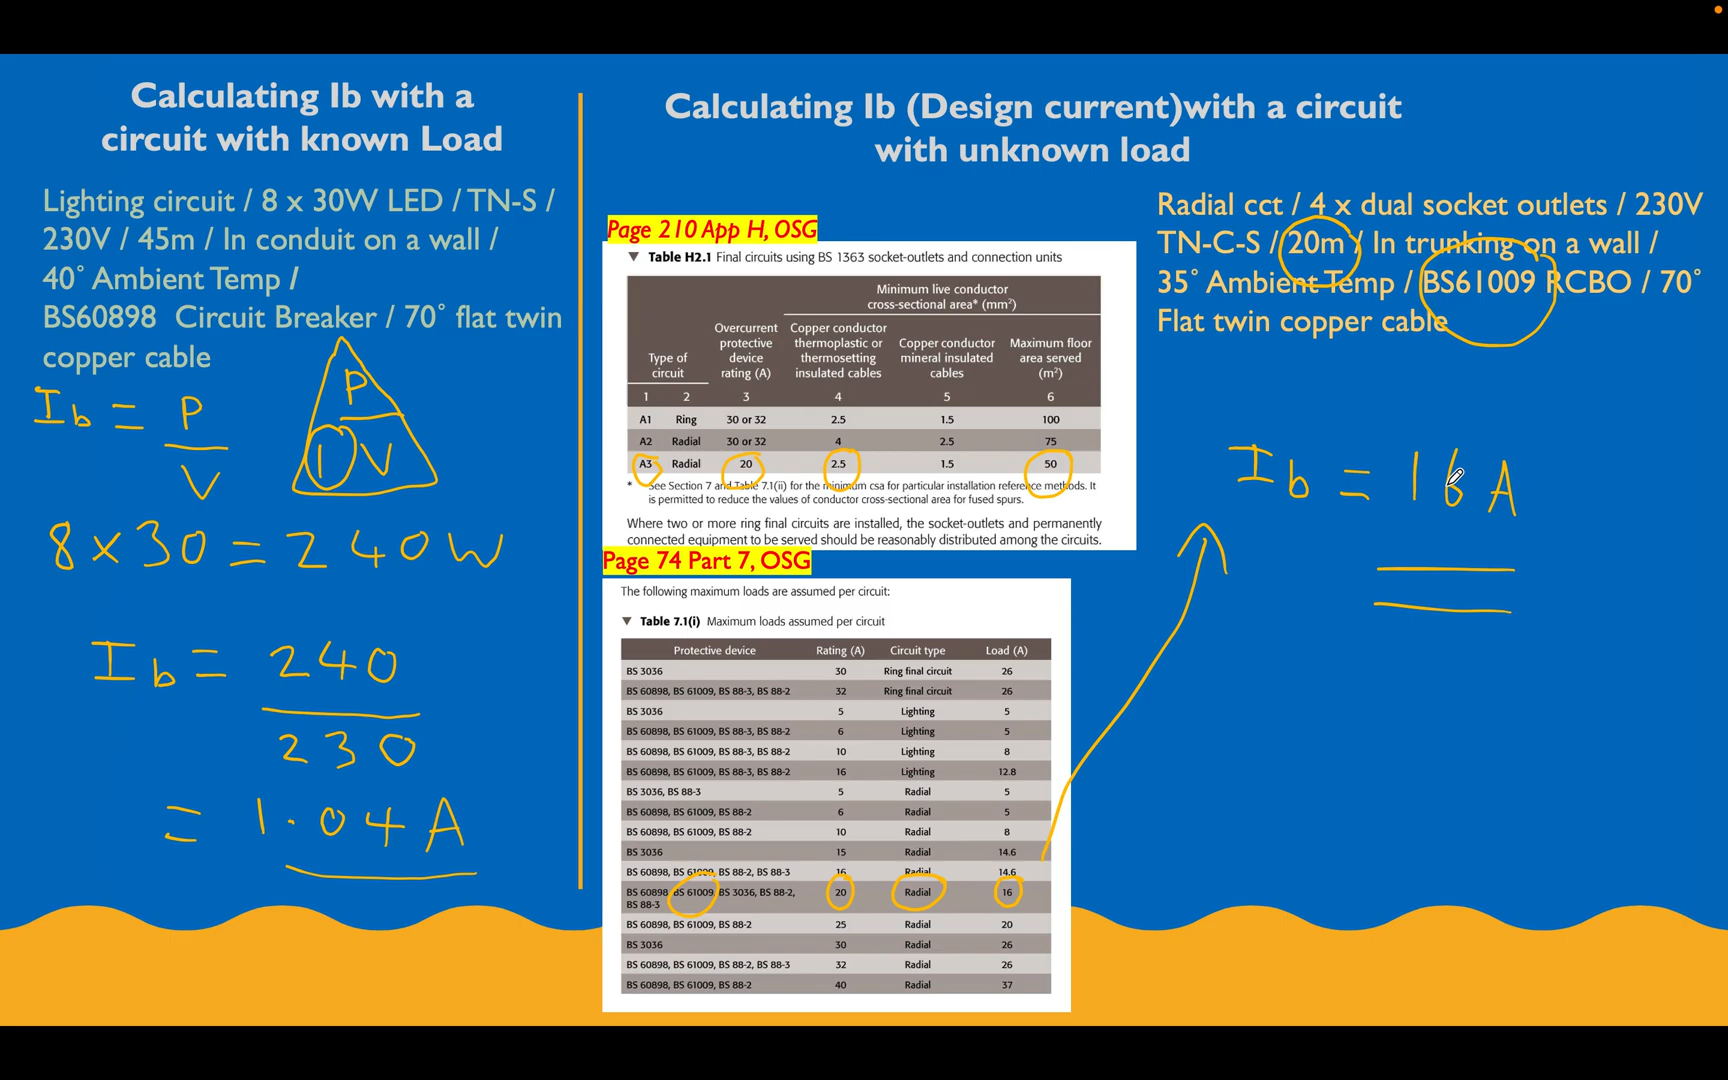 Calculating Ib with a
circuit with known Load
Lighting circuit / 8 x 30W LED / TN-S /
230V / 45m / In conduit on a wall /
40° Ambient Temp /
BS60898 Circuit Breaker / 70° flat twin
copper cable
Ib = P
V
P
I V
8 x 30 = 240W
Ib = 240
230
= 1.04A
Calculating Ib (Design current)with a circuit
with unknown load
Page 210 App H, OSG
▼ Table H2.1 Final circuits using BS 1363 socket-outlets and connection units
Minimum live conductor
cross-sectional area* (mm²)
Type of
circuit
Overcurrent
protective
device
rating (A)
Copper conductor
thermoplastic or
thermosetting
insulated cables
Copper conductor
mineral insulated
cables
Maximum floor
area served
(m²)
1 2 3 4 5 6
A1 Ring 30 or 32 2.5 1.5 100
A2 Radial 30 or 32 4 2.5 75
A3 Radial 20 2.5 1.5 50
* See Section 7 and Table 7.1(ii) for the minimum csa for particular installation reference methods. It
is permitted to reduce the values of conductor cross-sectional area for fused spurs.
Where two or more ring final circuits are installed, the socket-outlets and permanently
connected equipment to be served should be reasonably distributed among the circuits.
Page 74 Part 7, OSG
The following maximum loads are assumed per circuit:
▼ Table 7.1(i) Maximum loads assumed per circuit
Protective device Rating (A) Circuit type Load (A)
BS 3036 30 Ring final circuit 26
BS 60898, BS 61009, BS 88-3, BS 88-2 32 Ring final circuit 26
BS 3036 5 Lighting 5
BS 60898, BS 61009, BS 88-3, BS 88-2 6 Lighting 5
BS 60898, BS 61009, BS 88-3, BS 88-2 10 Lighting 8
BS 60898, BS 61009, BS 88-3, BS 88-2 16 Lighting 12.8
BS 3036, BS 88-3 5 Radial 5
BS 60898, BS 61009, BS 88-2 6 Radial 5
BS 60898, BS 61009, BS 88-2 10 Radial 8
BS 3036 15 Radial 14.6
BS 60898, BS 61009, BS 88-2, BS 88-3 16 Radial 14.6
BS 60898 BS 61009, BS 3036, BS 88-2, 20 Radial 16
BS 88-3
BS 60898, BS 61009, BS 88-2 25 Radial 20
BS 3036 30 Radial 26
BS 60898, BS 61009, BS 88-2, BS 88-3 32 Radial 26
BS 60898, BS 61009, BS 88-2 40 Radial 37
Radial cct / 4 x dual socket outlets / 230V
TN-C-S / 20m / In trunking on a wall /
35° Ambient Temp / BS61009 RCBO / 70°
Flat twin copper cable
Ib = 16A